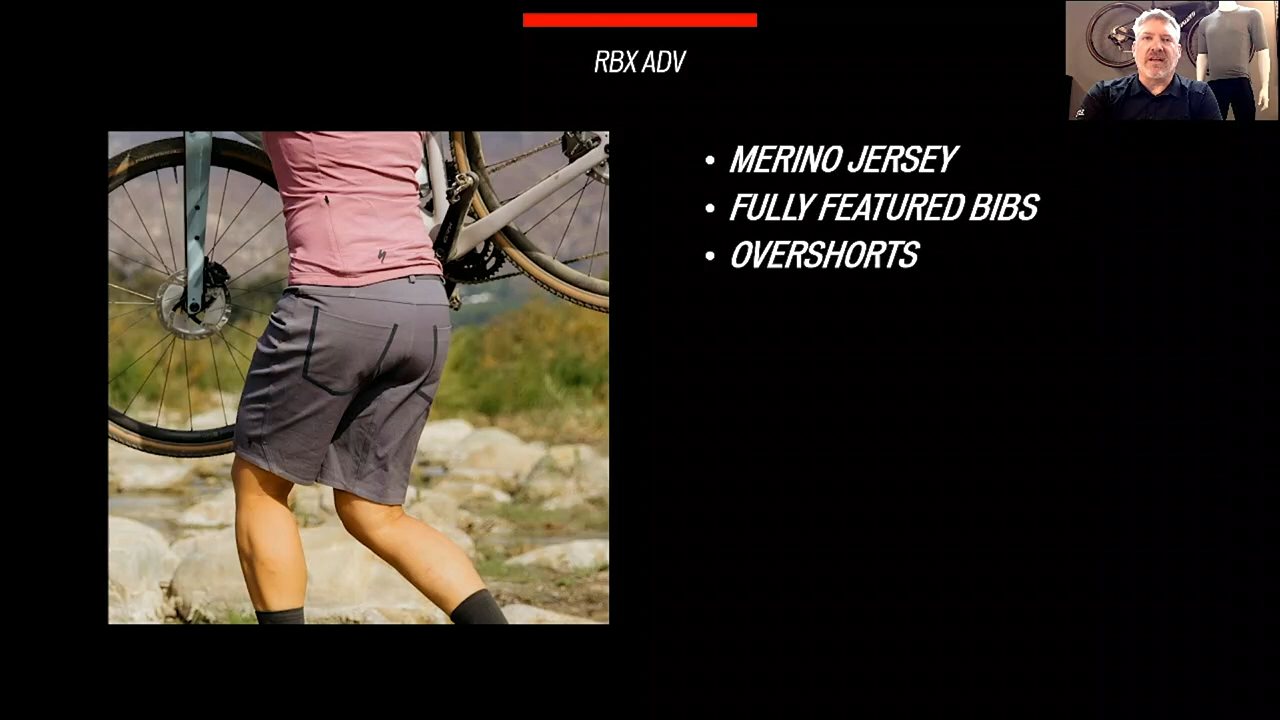 RBX ADV
• MERINO JERSEY
• FULLY FEATURED BIBS
• OVERSHORTS